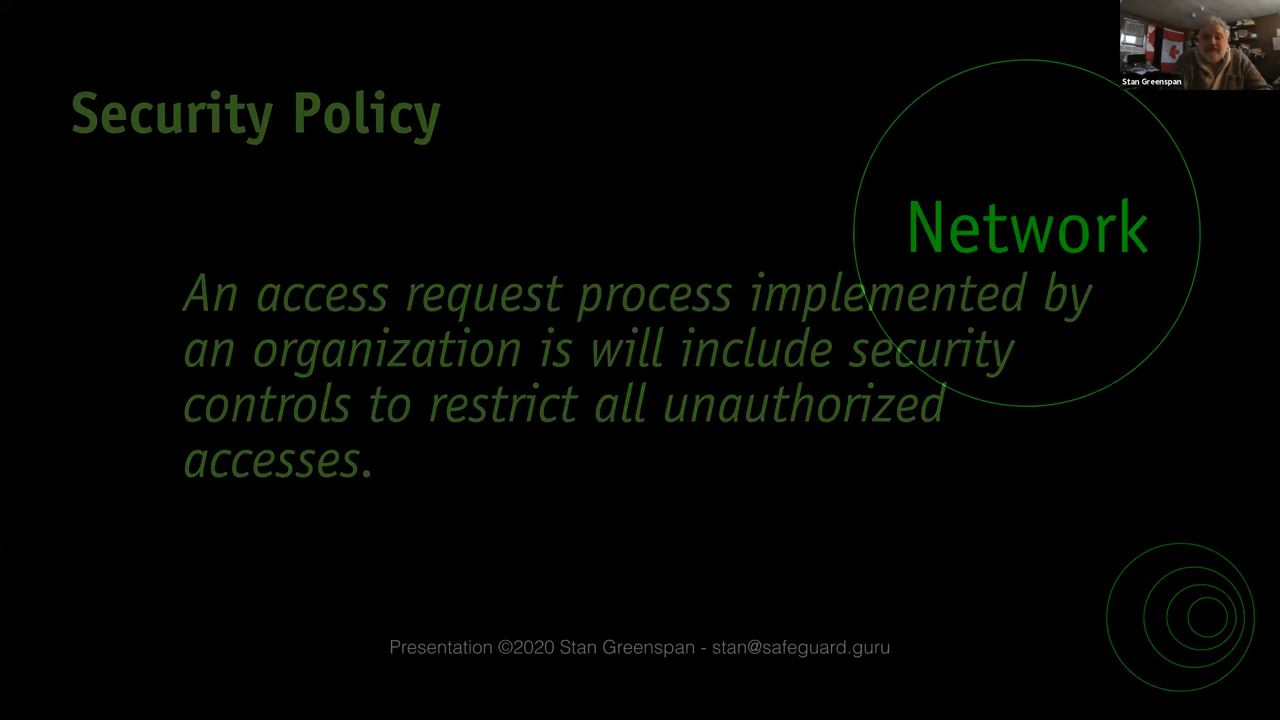 Stan Greenspan
Security Policy
Network
An access request process implemented by
an organization is will include security
controls to restrict all unauthorized
accesses.
Presentation ©2020 Stan Greenspan - stan@safeguard.guru